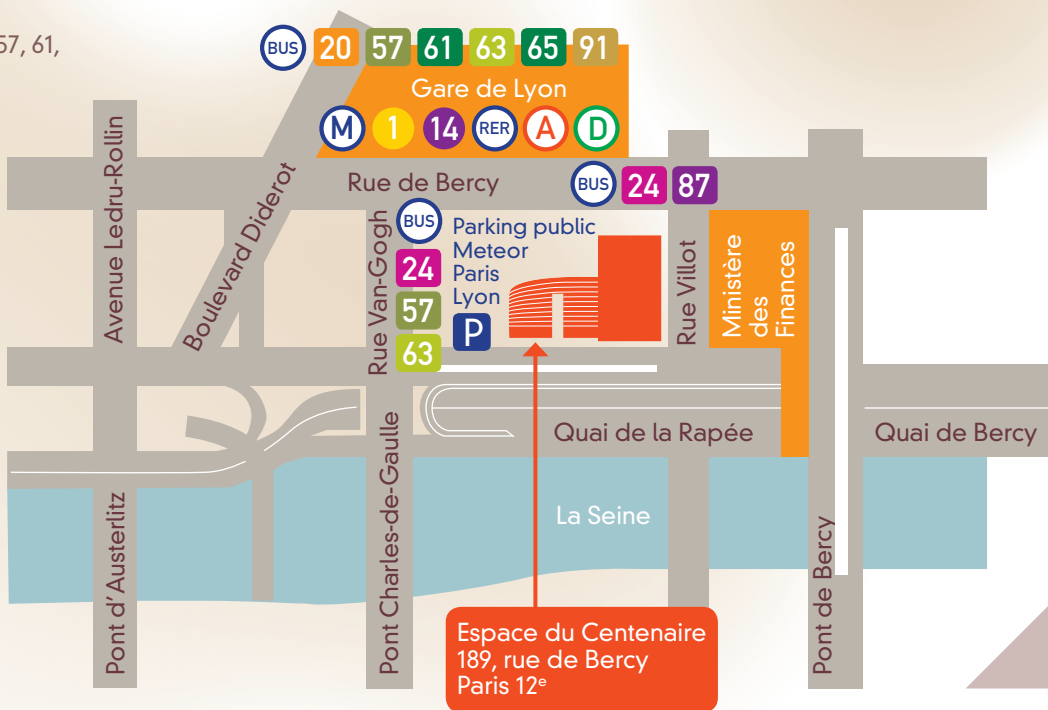 57, 61,
BUS 20 57 61 63 65 91
Gare de Lyon
M 1 14 RER A D
Avenue Ledru-Rollin
Boulevard Diderot
Rue de Bercy
BUS 24 87
Rue Van-Gogh
BUS
24
57
63
Parking public
Meteor
Paris
Lyon
P
Rue Villot
Ministère
des
Finances
Quai de la Rapée
Quai de Bercy
La Seine
Pont d'Austerlitz
Pont Charles-de-Gaulle
Pont de Bercy
Espace du Centenaire
189, rue de Bercy
Paris 12e